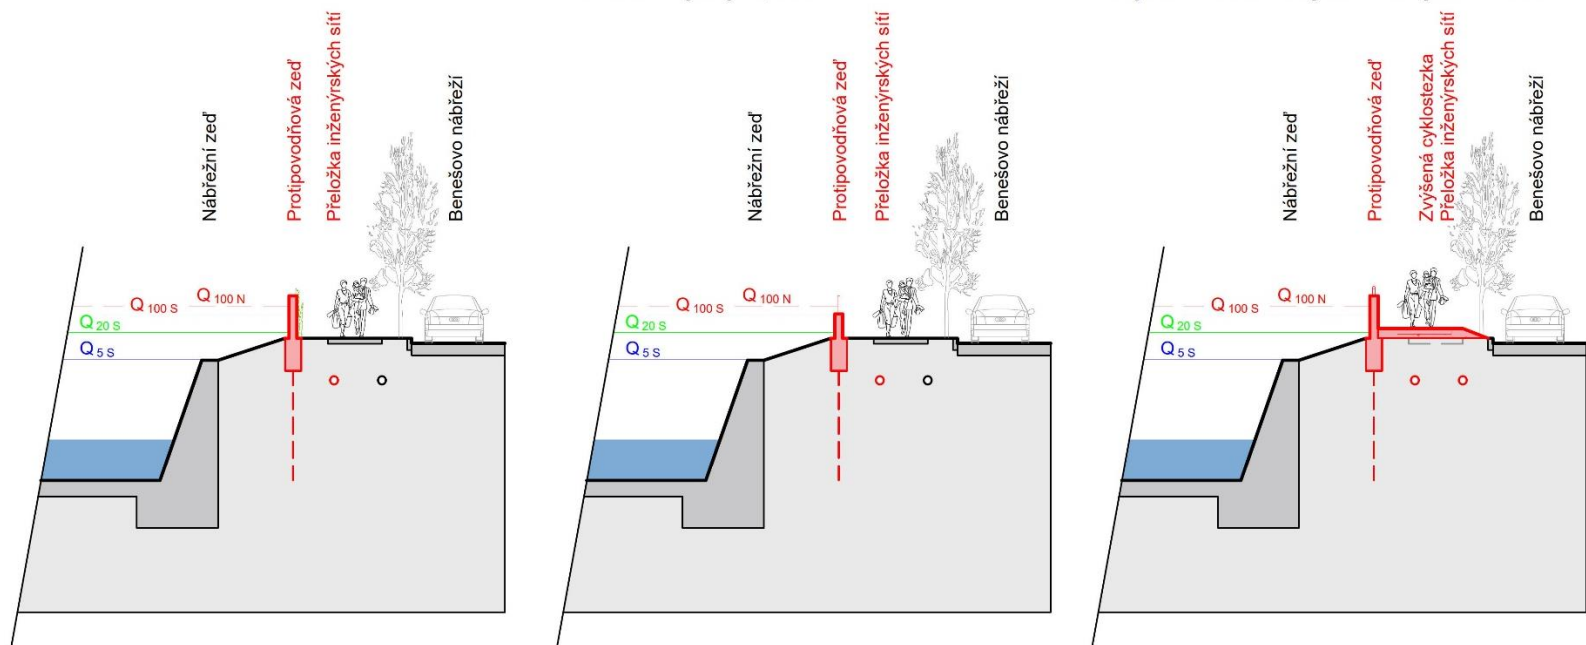 Nábřežní zeď
Protipovodňová zeď
Přeložka inženýrských sítí
Benešovo nábřeží
Q 100 S
Q 100 N
Q 20 S
Q 5 S
Nábřežní zeď
Protipovodňová zeď
Přeložka inženýrských sítí
Benešovo nábřeží
Q 100 S
Q 100 N
Q 20 S
Q 5 S
Nábřežní zeď
Protipovodňová zeď
Zvýšená cyklostezka
Přeložka inženýrských sítí
Benešovo nábřeží
Q 100 S
Q 100 N
Q 20 S
Q 5 S